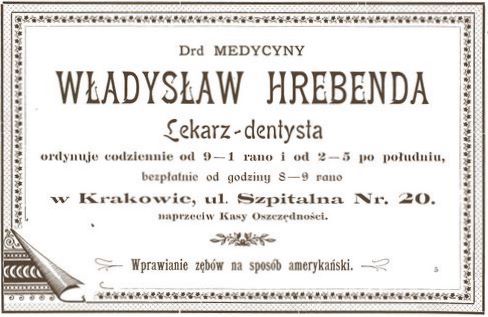 Drd MEDYCYNY
WŁADYSŁAW HREBENDA
Lekarz-dentysta
ordynuje codziennie od 9—1 rano i od 2—5 po południu,
bezpłatnie od godziny 8—9 rano
w Krakowie, ul. Szpitalna Nr. 20.
naprzeciw Kasy Oszczędności.
Wprawianie zębów na sposób amerykański.
5